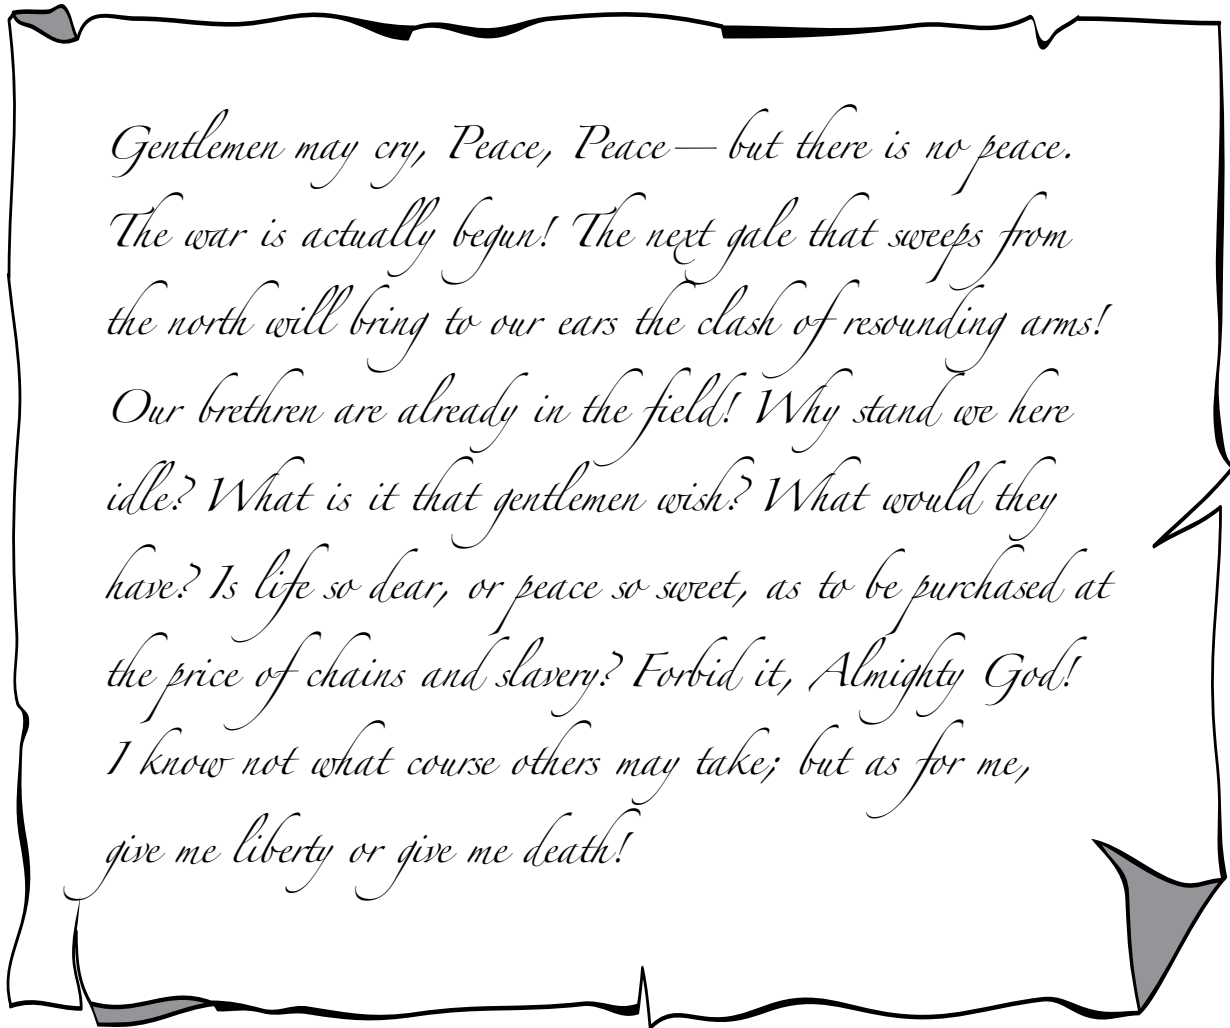 Gentlemen may cry, Peace, Peace — but there is no peace.
The war is actually begun! The next gale that sweeps from
the north will bring to our ears the clash of resounding arms!
Our brethren are already in the field! Why stand we here
idle? What is it that gentlemen wish? What would they
have? Is life so dear, or peace so sweet, as to be purchased at
the price of chains and slavery? Forbid it, Almighty God!
I know not what course others may take; but as for me,
give me liberty or give me death!